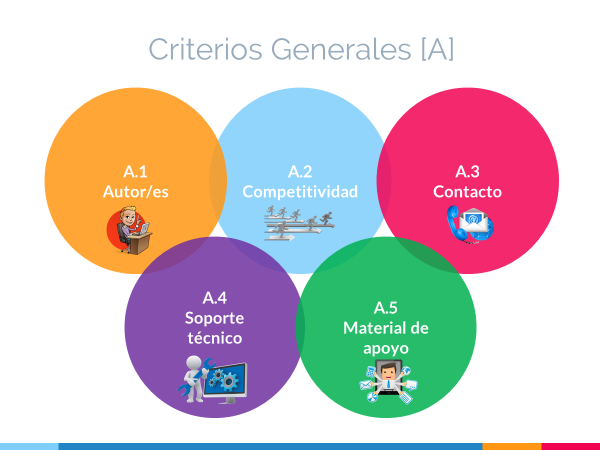 Criterios Generales [A]
A.1
Autor/es
A.2
Competitividad
A.3
Contacto
A.4
Soporte
técnico
A.5
Material de
apoyo